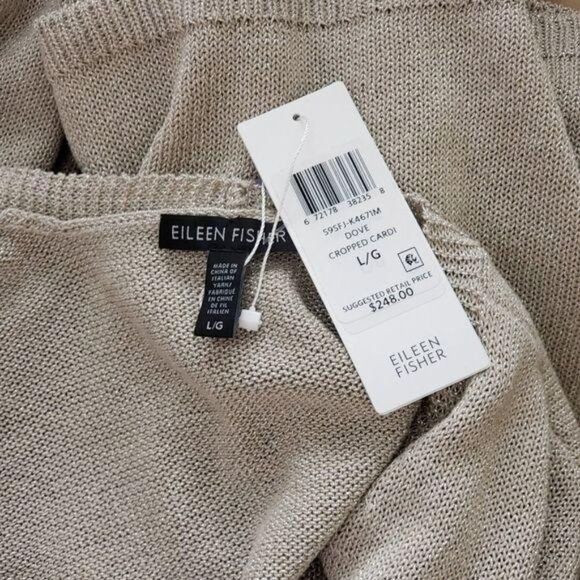 EILEEN FISHER
MADE IN
CHINA OF
ITALIAN
YARN/
FABRIQUÉ
EN CHINE
DE FIL
ITALIEN
L/G
6 72178 38235 8
S9SFJ-K4671M
DOVE
CROPPED CARDI
L/G
SUGGESTED RETAIL PRICE
$248.00
EILEEN
FISHER